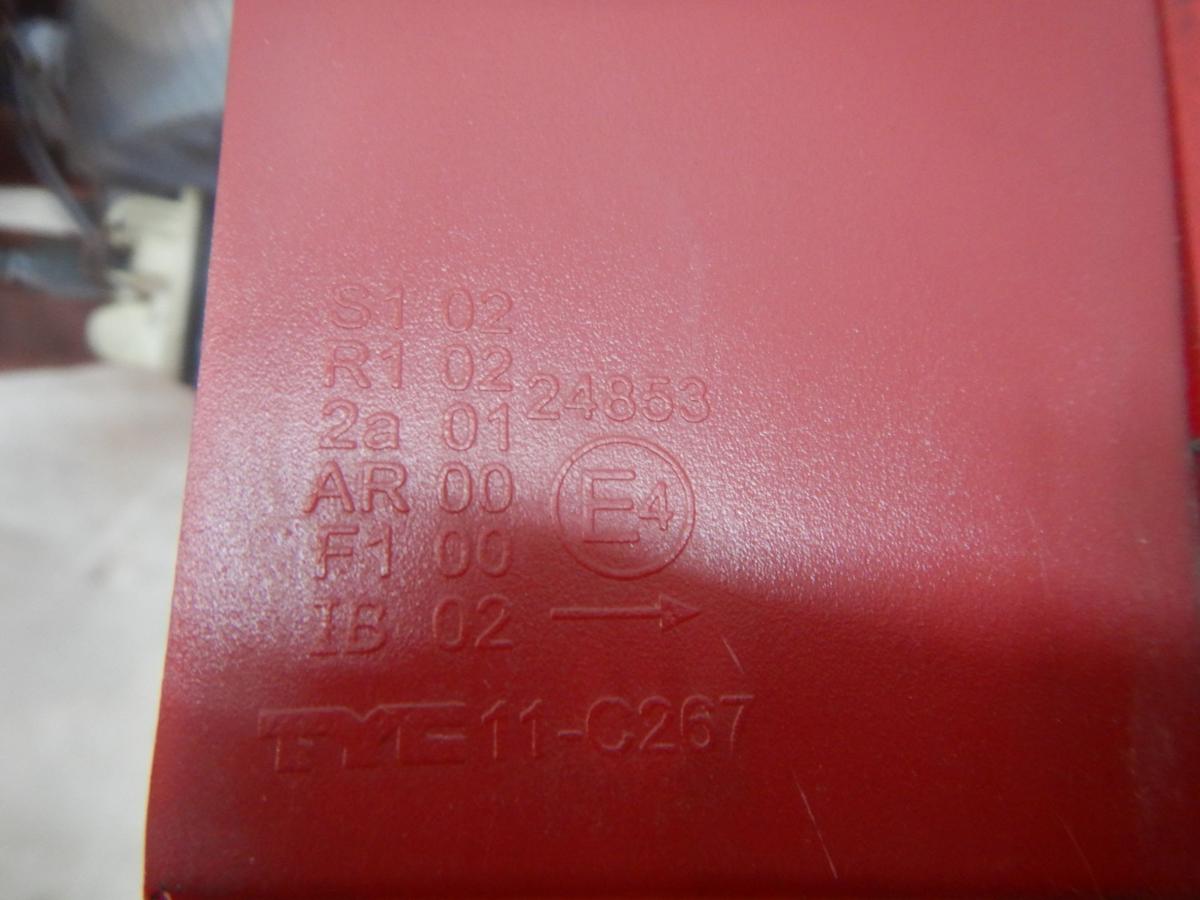 S1 02
R1 02
24853
2a 01
AR 00
E4
F1 00
IB 02
TYC 11-C267